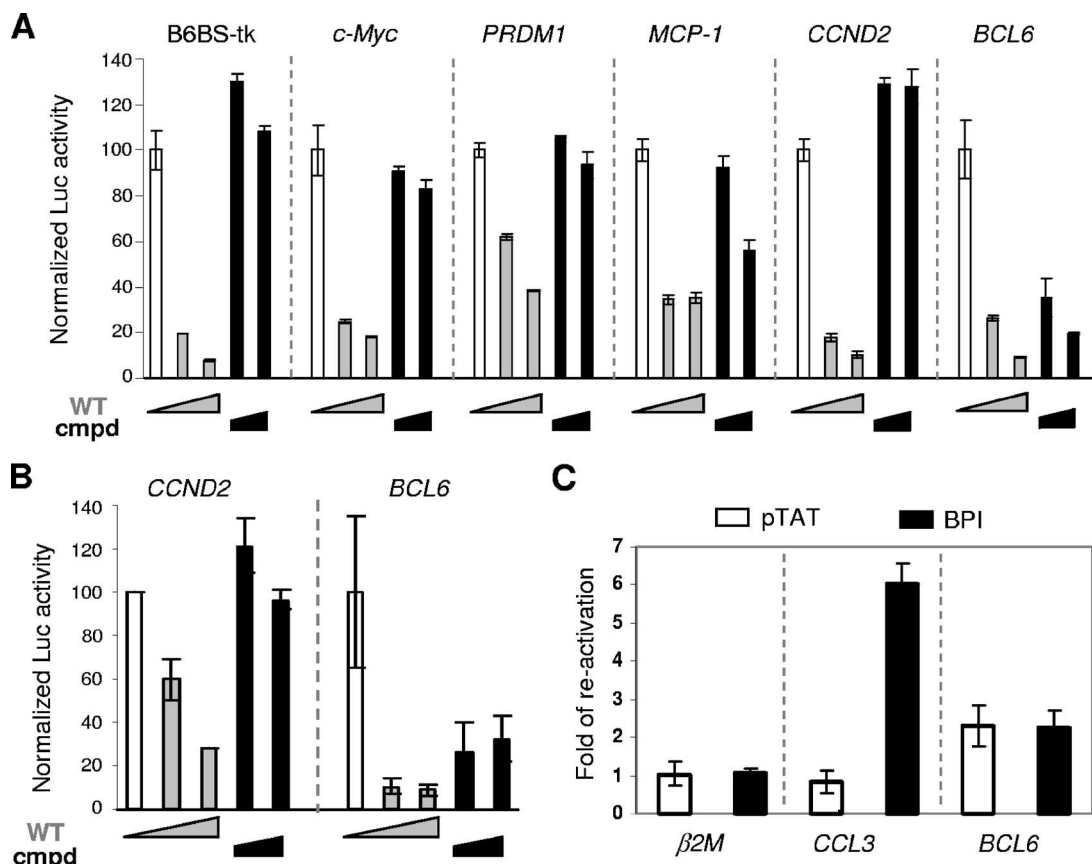 A
B6BS-tk c-Myc PRDM1 MCP-1 CCND2 BCL6
Normalized Luc activity
140
120
100
80
60
40
20
0
WT
cmpd
B
CCND2 BCL6
Normalized Luc activity
140
120
100
80
60
40
20
0
WT
cmpd
C
pTAT BPI
Fold of re-activation
7
6
5
4
3
2
1
0
β2M CCL3 BCL6